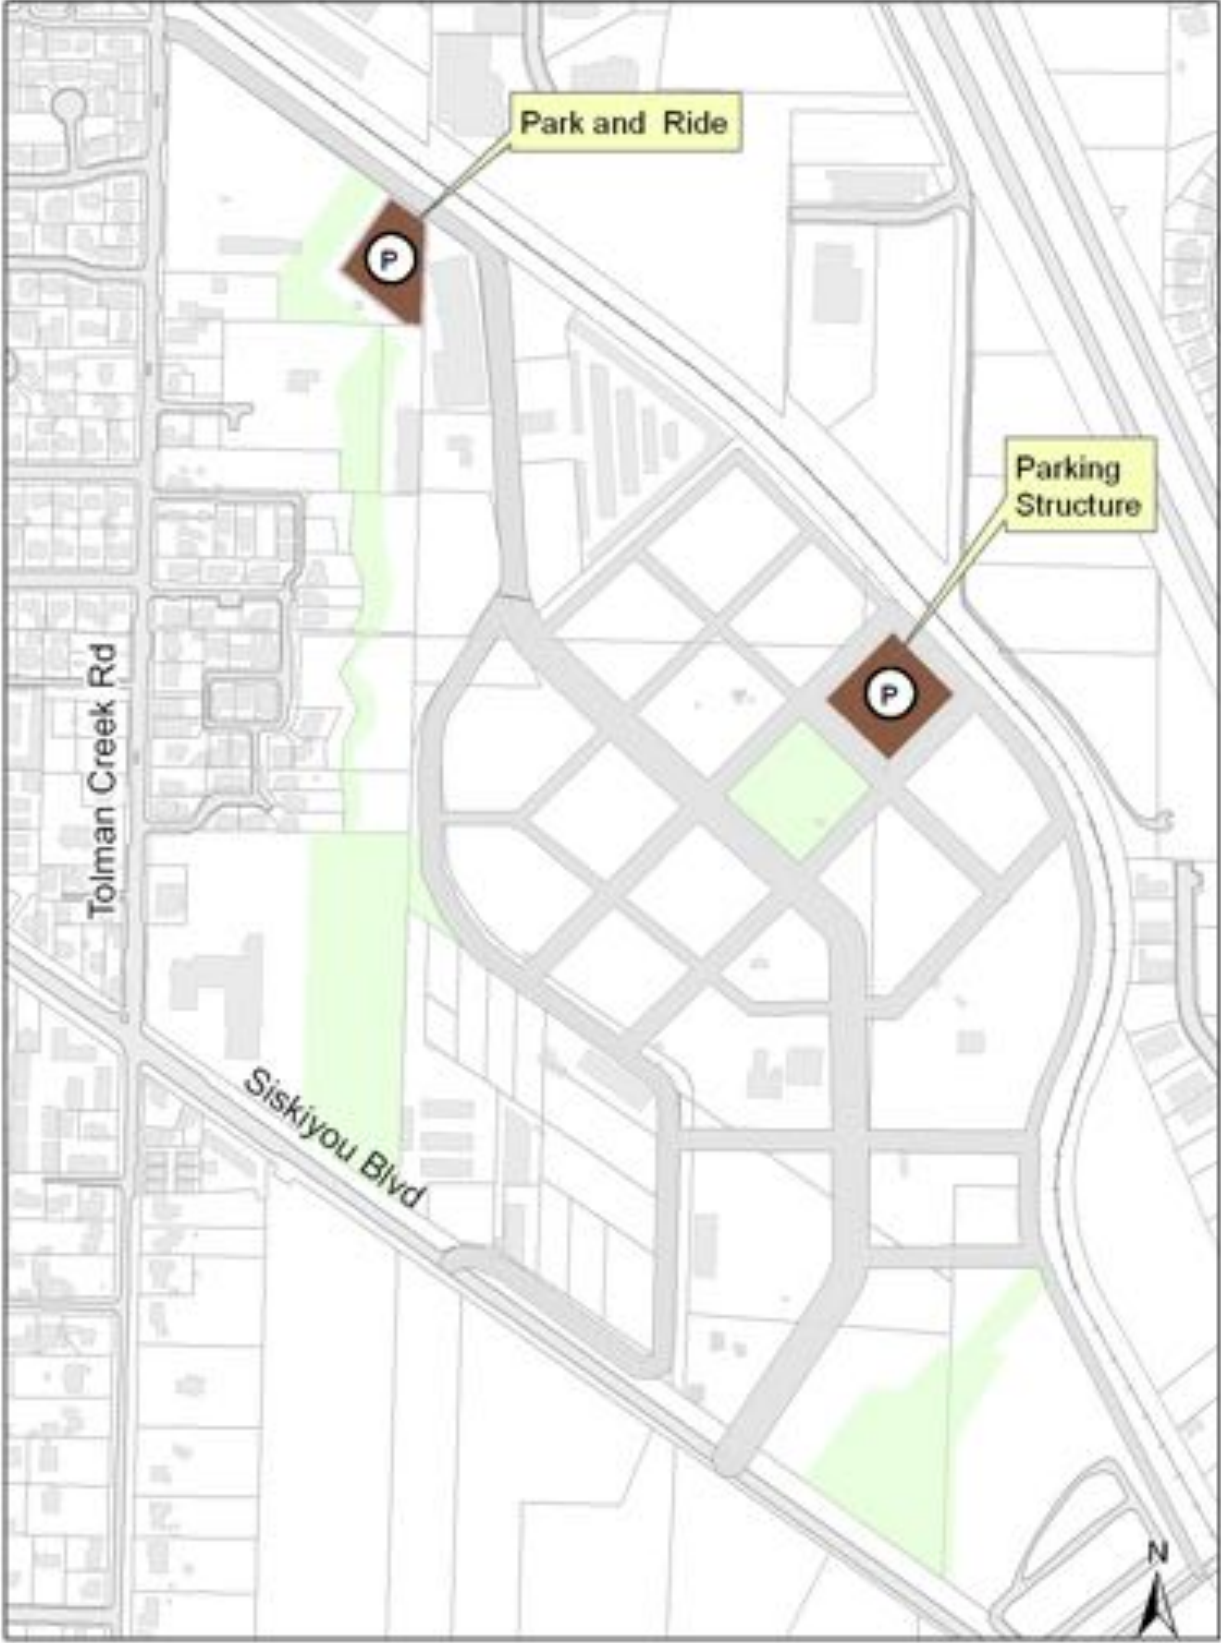 Park and Ride
P
Parking
Structure
P
Tolman Creek Rd
Siskiyou Blvd
N